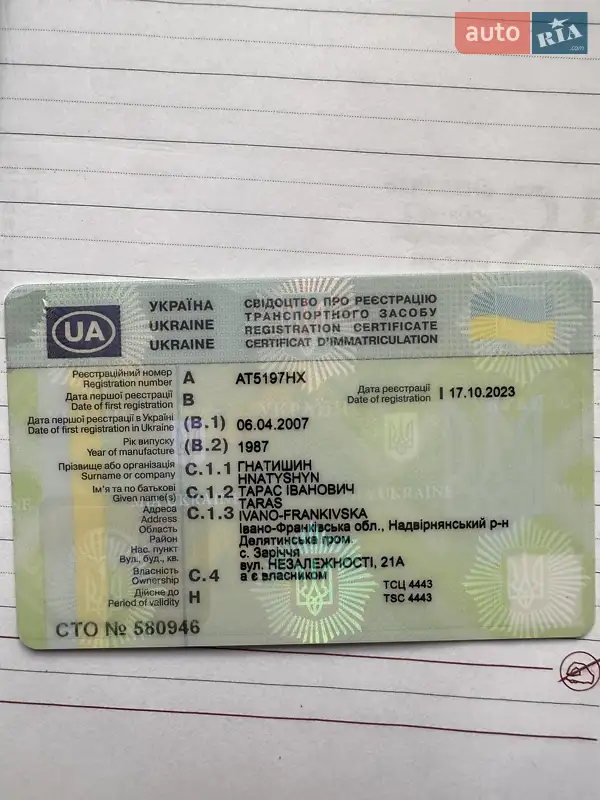 auto RIA .com
УКРАЇНА
UKRAINE
UKRAINE
СВІДОЦТВО ПРО РЕЄСТРАЦІЮ
ТРАНСПОРТНОГО ЗАСОБУ
REGISTRATION CERTIFICATE
CERTIFICAT D'IMMATRICULATION
UA
Реєстраційний номер
Registration number A AT5197HX
Дата першої реєстрації
Date of first registration B
Дата реєстрації
Date of registration I 17.10.2023
Дата першої реєстрації в Україні
Date of first registration in Ukraine (B.1) 06.04.2007
Рік випуску
Year of manufacture (B.2) 1987
Прізвище або організація
Surname or company C.1.1 ГНАТИШИН
HNATYSHYN
Ім'я та по батькові
Given name(s) C.1.2 ТАРАС ІВАНОВИЧ
TARAS
Адреса
Address C.1.3 IVANO-FRANKIVSKA
Область Івано-Франківська обл., Надвірнянський р-н
Район Делятинська гром.
Нас. пункт с. Заріччя
Вул., буд., кв. вул. НЕЗАЛЕЖНОСТІ, 21А
Власність
Ownership C.4 а є власником
ТСЦ 4443
TSC 4443
Дійсне до
Period of validity H
СТО № 580946